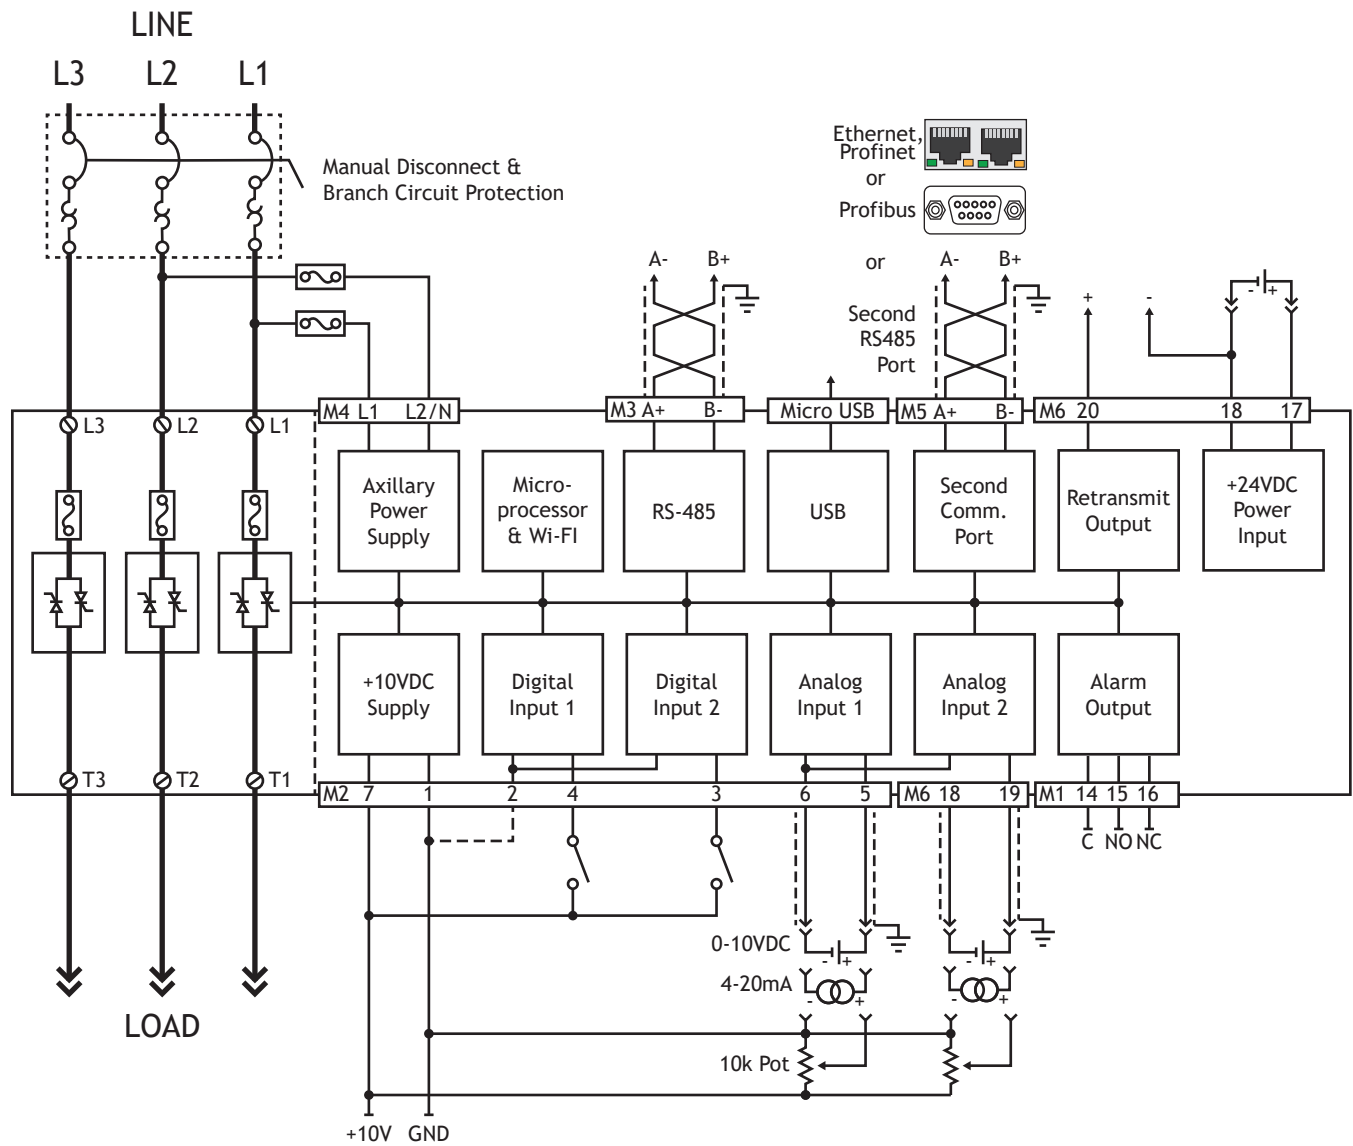 LINE
L3 L2 L1
Manual Disconnect &
Branch Circuit Protection
Ethernet,
Profinet
or
Profibus
or
Second
RS485
Port
A- B+
A- B+
+ -
- +
M4 L1 L2/N
M3 A+ B-
Micro USB
M5 A+ B-
M6 20 18 17
L3 L2 L1
Axillary
Power
Supply
Micro-
processor
& Wi-FI
RS-485
USB
Second
Comm.
Port
Retransmit
Output
+24VDC
Power
Input
+10VDC
Supply
Digital
Input 1
Digital
Input 2
Analog
Input 1
Analog
Input 2
Alarm
Output
T3 T2 T1
M2 7 1 2 4 3 6 5
M6 18 19
M1 14 15 16
C NO NC
0-10VDC
- +
- +
4-20mA
- +
- +
LOAD
10k Pot
+10V GND